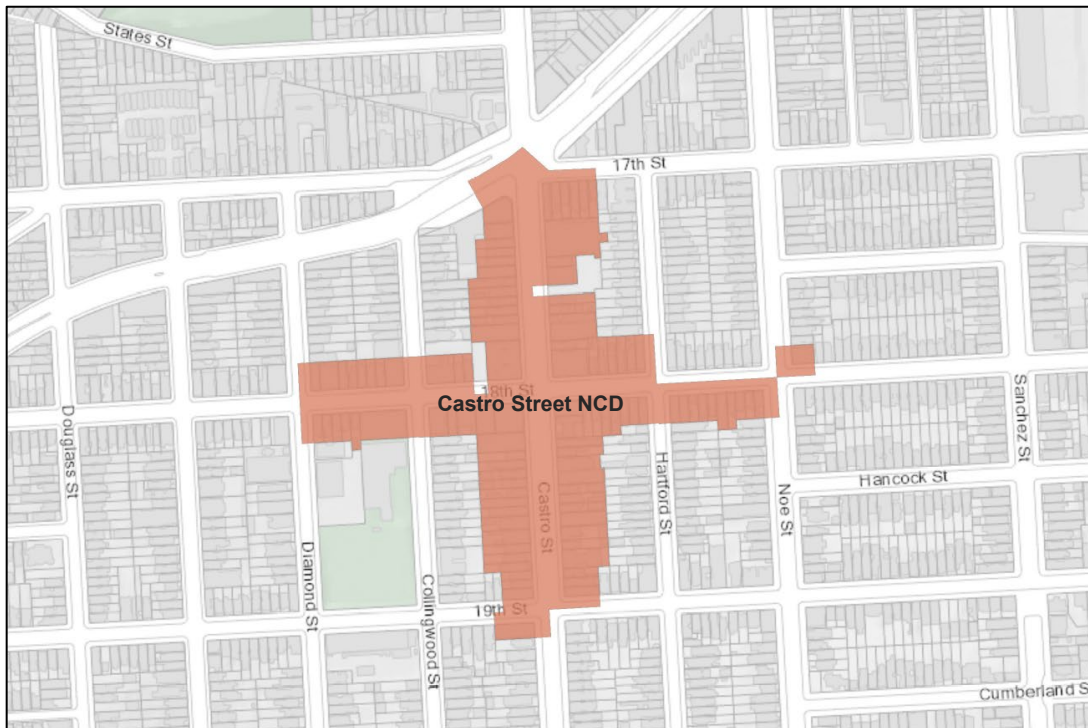 States St
17th St
18th St
Castro Street NCD
Douglass St
Sanchez St
Hartford St
Hancock St
Castro St
Noe St
Diamond St
Collingwood St
19th St
Cumberland S